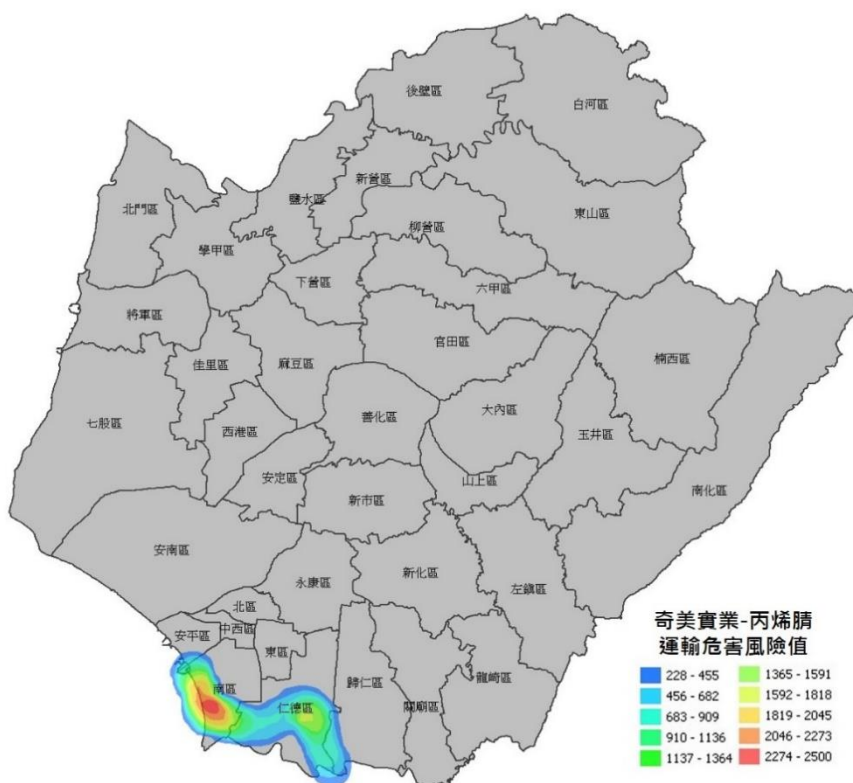 後壁區
白河區
新營區
鹽水區
北門區
東山區
柳營區
學甲區
下營區
六甲區
將軍區
官田區
楠西區
佳里區
麻豆區
大內區
七股區
西港區
善化區
玉井區
安定區
山上區
南化區
新市區
安南區
永康區
新化區
左鎮區
北區
安平區
中西區
東區
南區
仁德區
歸仁區
關廟區
龍崎區
奇美實業-丙烯腈
運輸危害風險值
228 - 455
456 - 682
683 - 909
910 - 1136
1137 - 1364
1365 - 1591
1592 - 1818
1819 - 2045
2046 - 2273
2274 - 2500